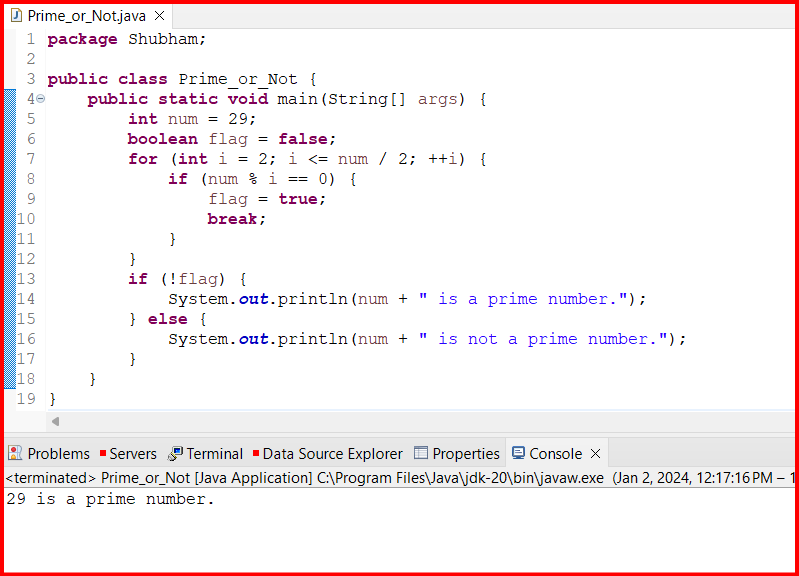 Prime_or_Not.java
1 package Shubham;
2
3 public class Prime_or_Not {
4 public static void main(String[] args) {
5 int num = 29;
6 boolean flag = false;
7 for (int i = 2; i <= num / 2; ++i) {
8 if (num % i == 0) {
9 flag = true;
10 break;
11 }
12 }
13 if (!flag) {
14 System.out.println(num + " is a prime number.");
15 } else {
16 System.out.println(num + " is not a prime number.");
17 }
18 }
19 }
Problems Servers Terminal Data Source Explorer Properties Console
<terminated> Prime_or_Not [Java Application] C:\Program Files\Java\jdk-20\bin\javaw.exe (Jan 2, 2024, 12:17:16 PM – 1
29 is a prime number.